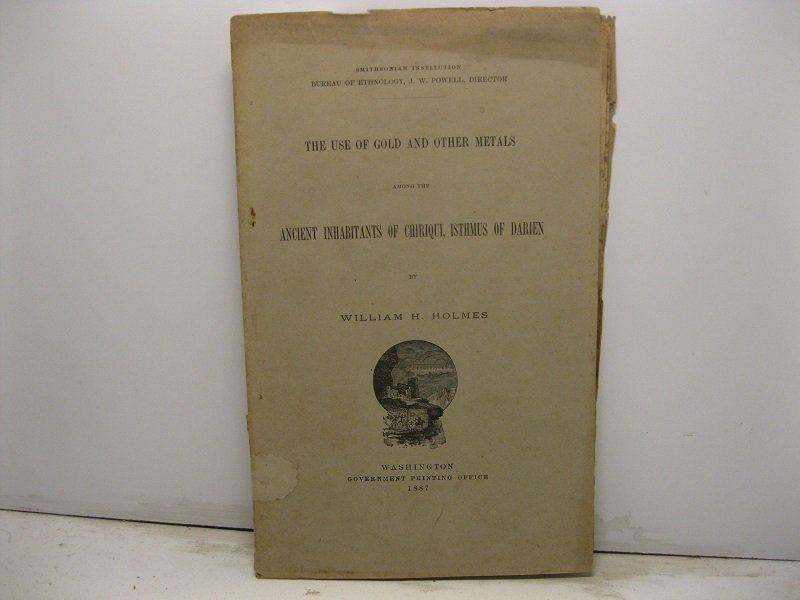 SMITHSONIAN INSTITUTION
BUREAU OF ETHNOLOGY, J. W. POWELL, DIRECTOR
THE USE OF GOLD AND OTHER METALS
AMONG THE
ANCIENT INHABITANTS OF CHIRIQUI, ISTHMUS OF DARIEN
BY
WILLIAM H. HOLMES
WASHINGTON
GOVERNMENT PRINTING OFFICE
1887